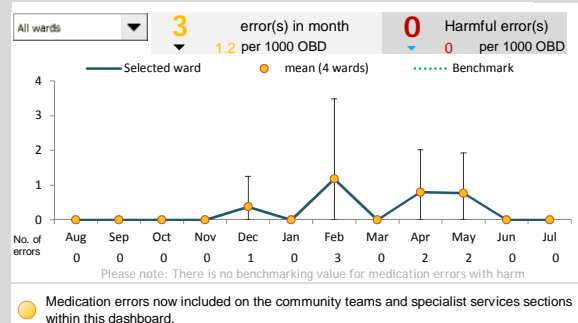 All wards
3 error(s) in month
1.2 per 1000 OBD
0 Harmful error(s)
0 per 1000 OBD
Selected ward mean (4 wards) Benchmark
4
3
2
1
0
Aug Sep Oct Nov Dec Jan Feb Mar Apr May Jun Jul
No. of errors 0 0 0 0 1 0 3 0 2 2 0 0
Please note: There is no benchmarking value for medication errors with harm
Medication errors now included on the community teams and specialist services sections
within this dashboard.